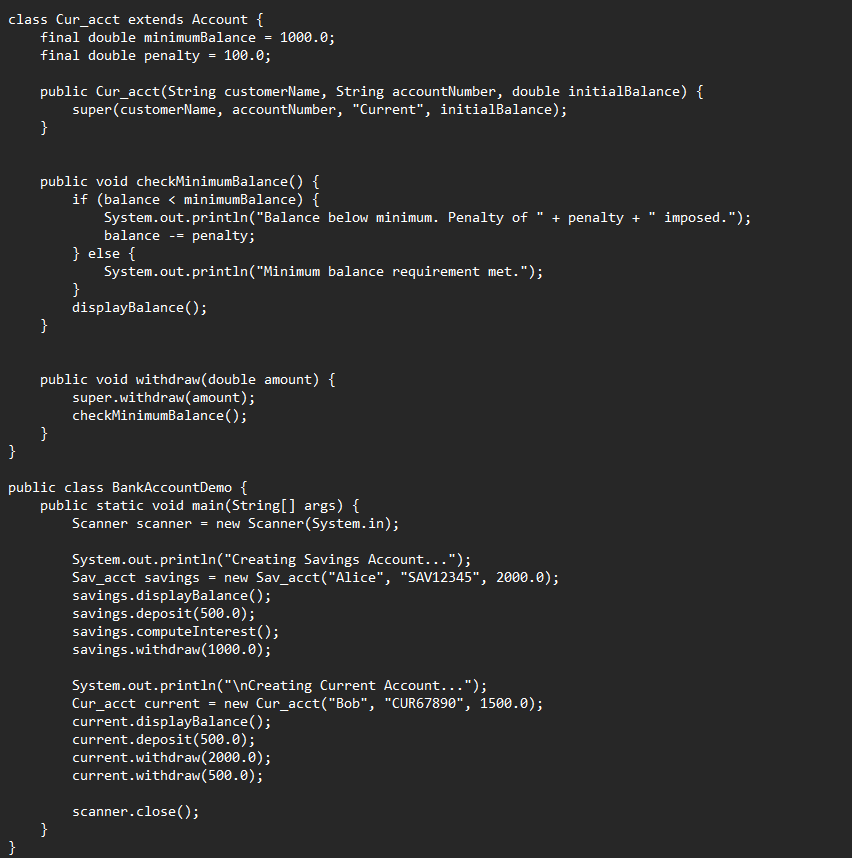 class Cur_acct extends Account {
    final double minimumBalance = 1000.0;
    final double penalty = 100.0;

    public Cur_acct(String customerName, String accountNumber, double initialBalance) {
        super(customerName, accountNumber, "Current", initialBalance);
    }


    public void checkMinimumBalance() {
        if (balance < minimumBalance) {
            System.out.println("Balance below minimum. Penalty of " + penalty + " imposed.");
            balance -= penalty;
        } else {
            System.out.println("Minimum balance requirement met.");
        }
        displayBalance();
    }


    public void withdraw(double amount) {
        super.withdraw(amount);
        checkMinimumBalance();
    }
}

public class BankAccountDemo {
    public static void main(String[] args) {
        Scanner scanner = new Scanner(System.in);

        System.out.println("Creating Savings Account...");
        Sav_acct savings = new Sav_acct("Alice", "SAV12345", 2000.0);
        savings.displayBalance();
        savings.deposit(500.0);
        savings.computeInterest();
        savings.withdraw(1000.0);

        System.out.println("\nCreating Current Account...");
        Cur_acct current = new Cur_acct("Bob", "CUR67890", 1500.0);
        current.displayBalance();
        current.deposit(500.0);
        current.withdraw(2000.0);
        current.withdraw(500.0);

        scanner.close();
    }
}